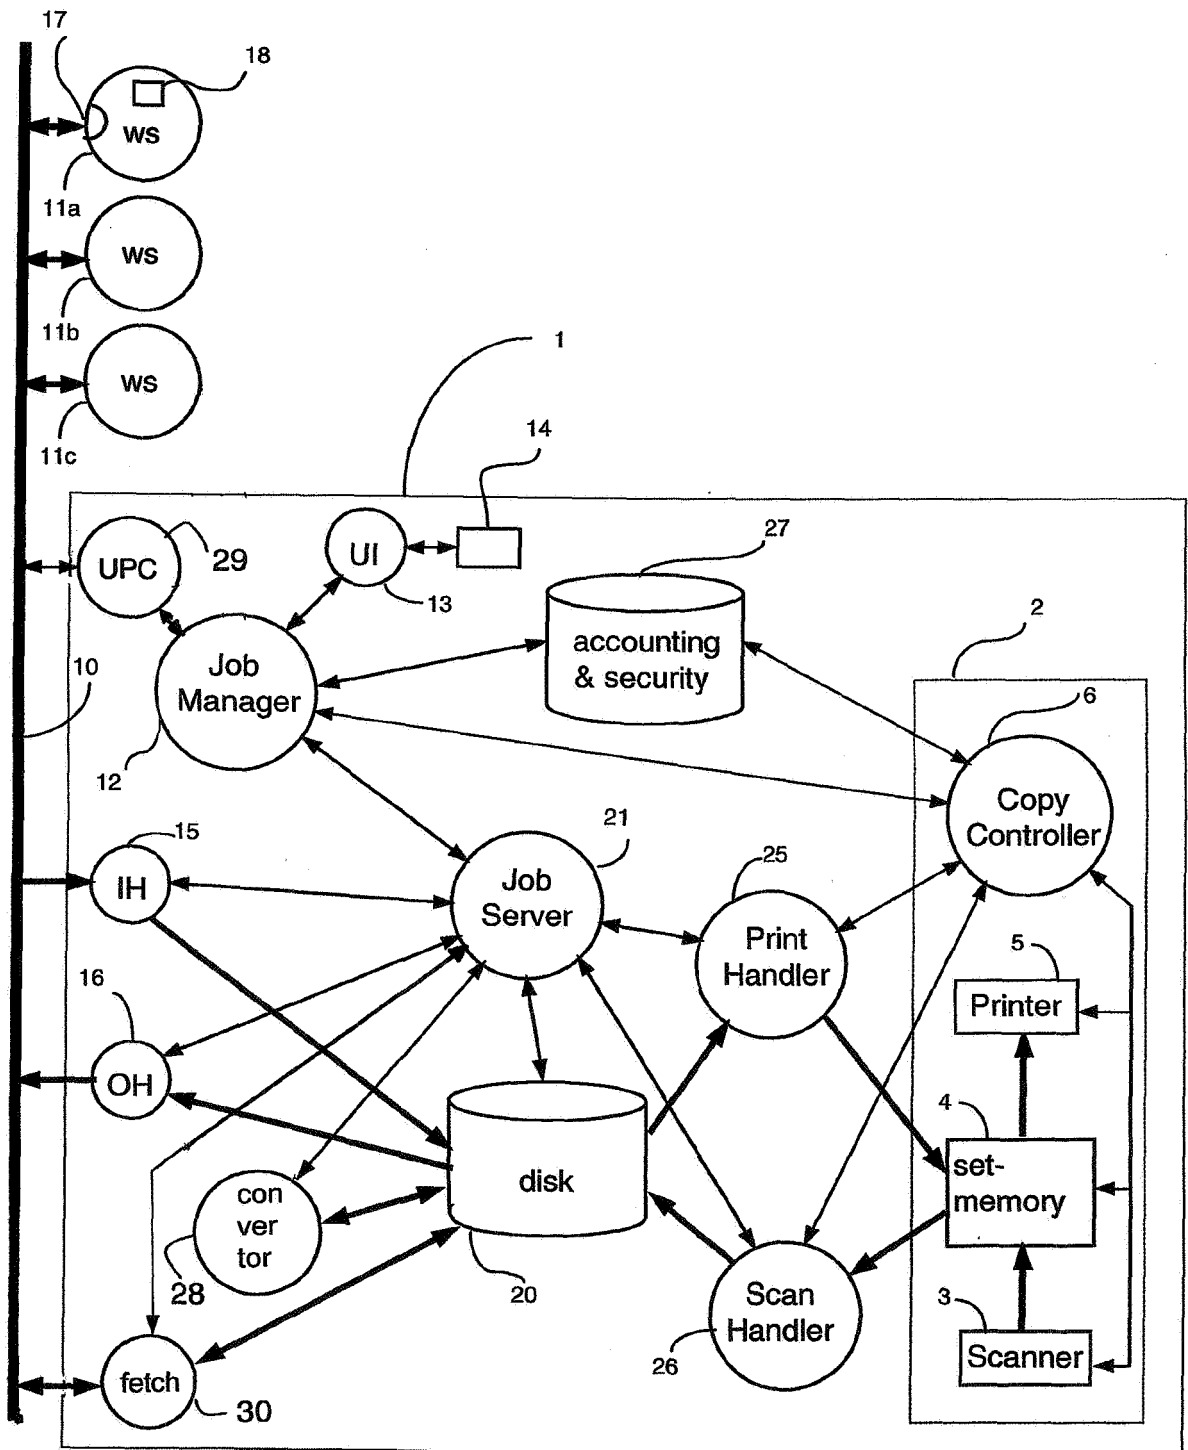 17
18
ws
11a
ws
11b
ws
11c
1
14
27
UPC
29
UI
13
accounting
& security
2
10
Job
Manager
12
6
Copy
Controller
15
IH
21
Job
Server
25
Print
Handler
16
OH
5
Printer
4
set-
memory
con
ver
tor
28
disk
20
Scan
Handler
26
3
Scanner
fetch
30